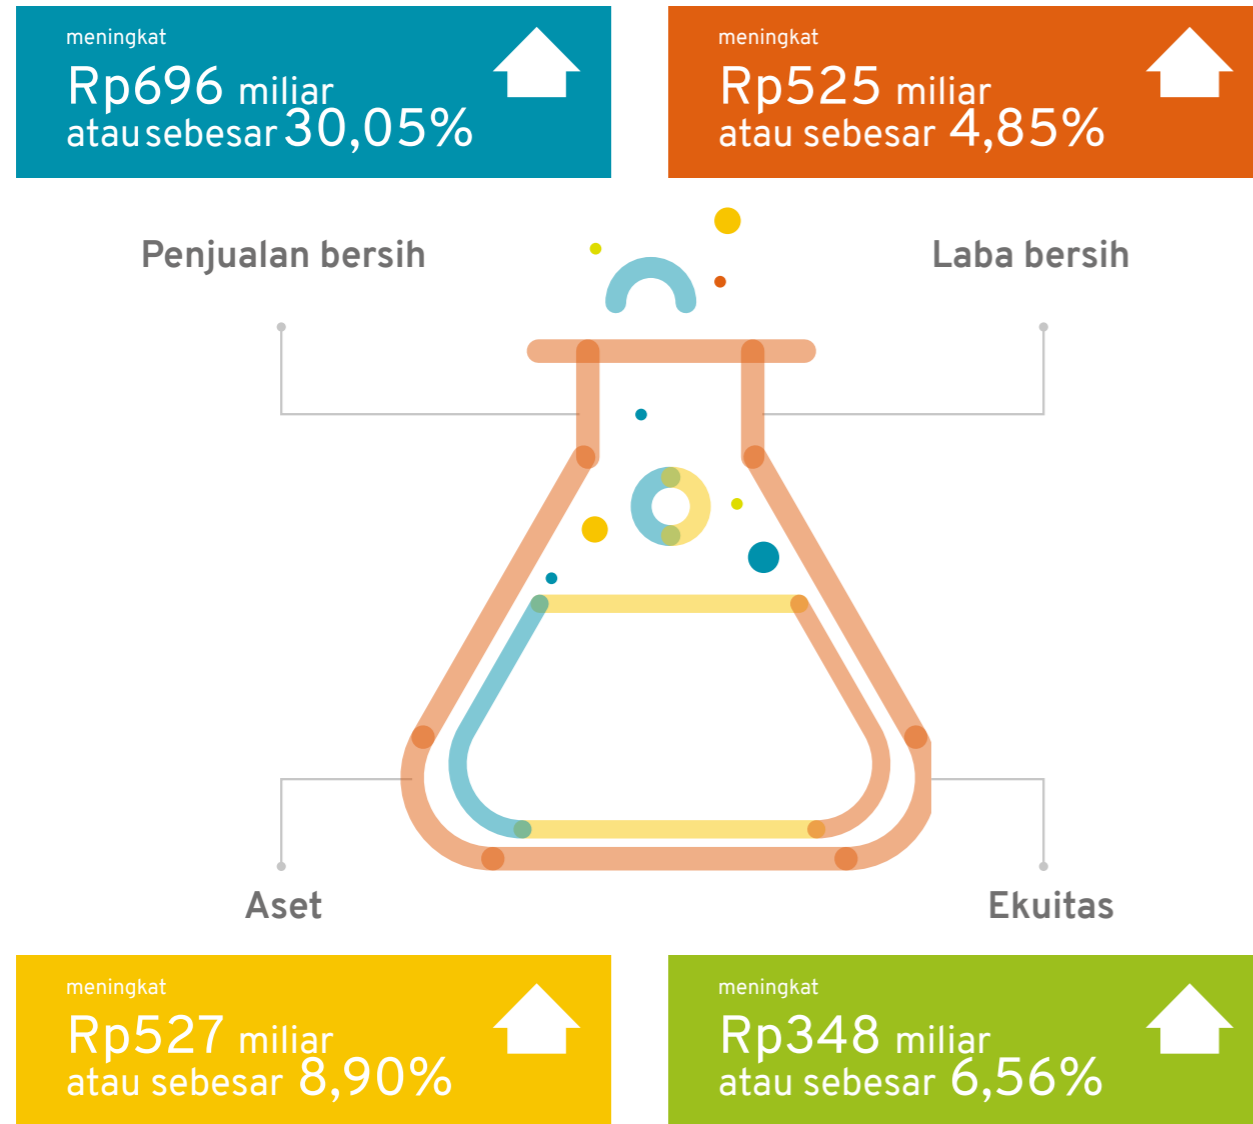 meningkat
Rp696 miliar
atau sebesar 30,05%
meningkat
Rp525 miliar
atau sebesar 4,85%
Penjualan bersih
Laba bersih
Aset
Ekuitas
meningkat
Rp527 miliar
atau sebesar 8,90%
meningkat
Rp348 miliar
atau sebesar 6,56%